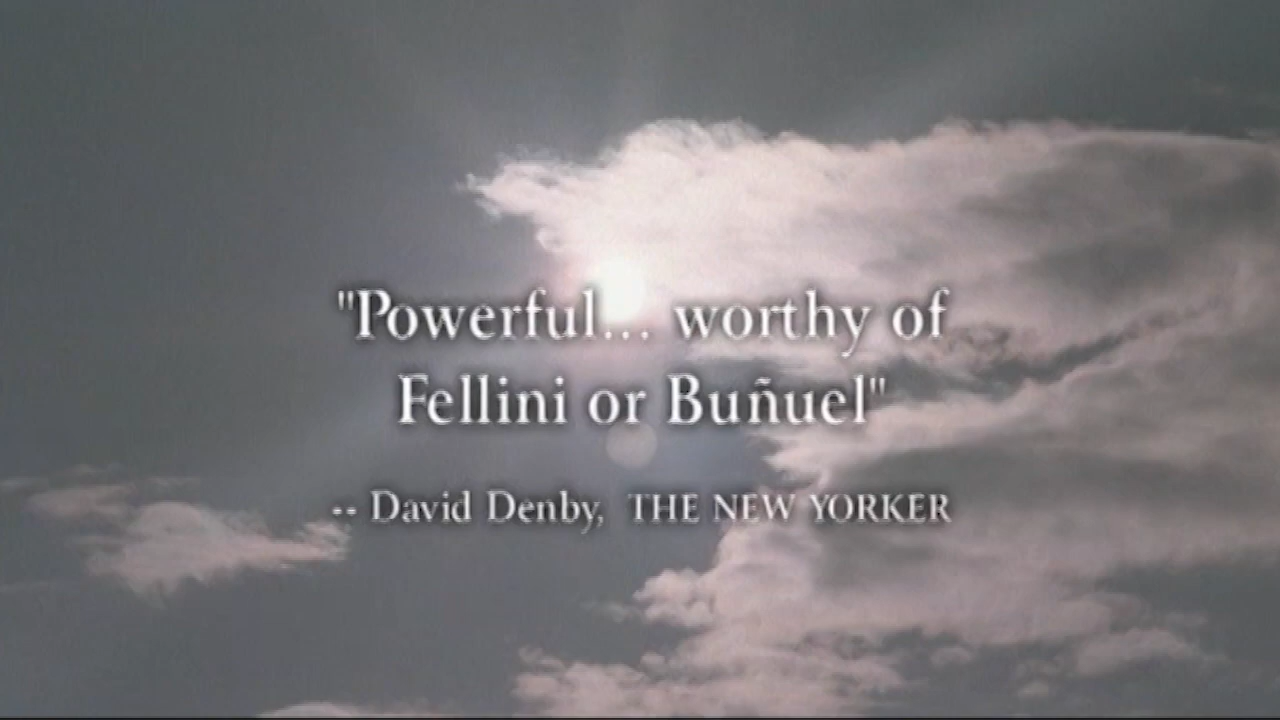 "Powerful... worthy of
Fellini or Buñuel"
-- David Denby, THE NEW YORKER